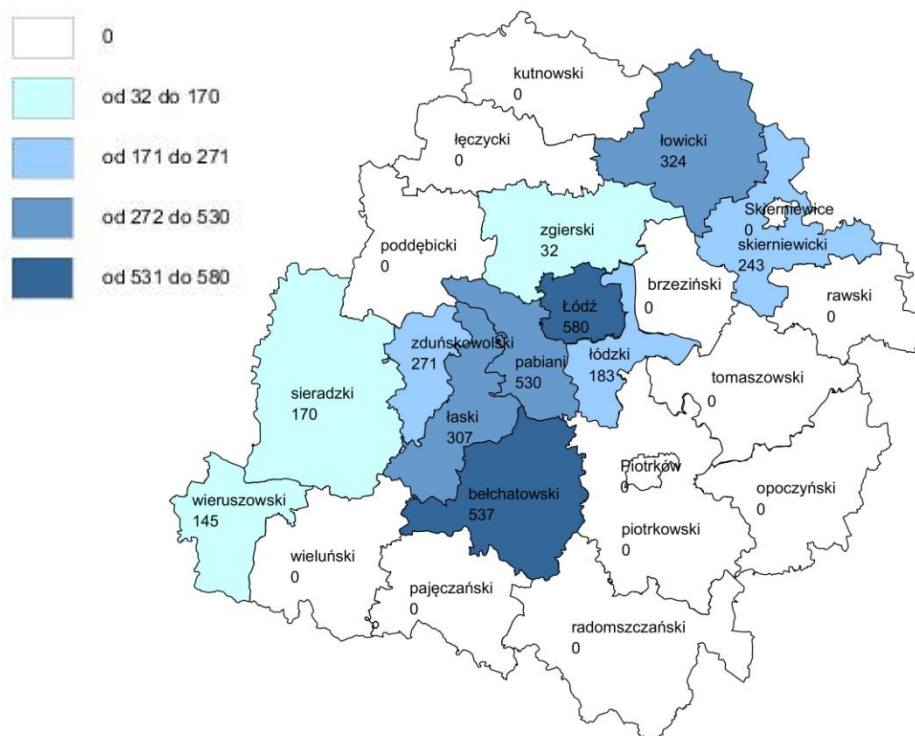 0
od 32 do 170
od 171 do 271
od 272 do 530
od 531 do 580
kutnowski
0
łęczycki
0
łowicki
324
Skierniewice
0
skierniewicki
243
zgierski
32
poddębicki
0
brzeziński
0
rawski
0
Łódź
580
zduńskowolski
271
pabiani
530
łódzki
183
tomaszowski
0
sieradzki
170
łaski
307
Piotrków
0
opoczyński
0
wieruszowski
145
bełchatowski
537
piotrkowski
0
wieluński
0
pajęczański
0
radomszczański
0